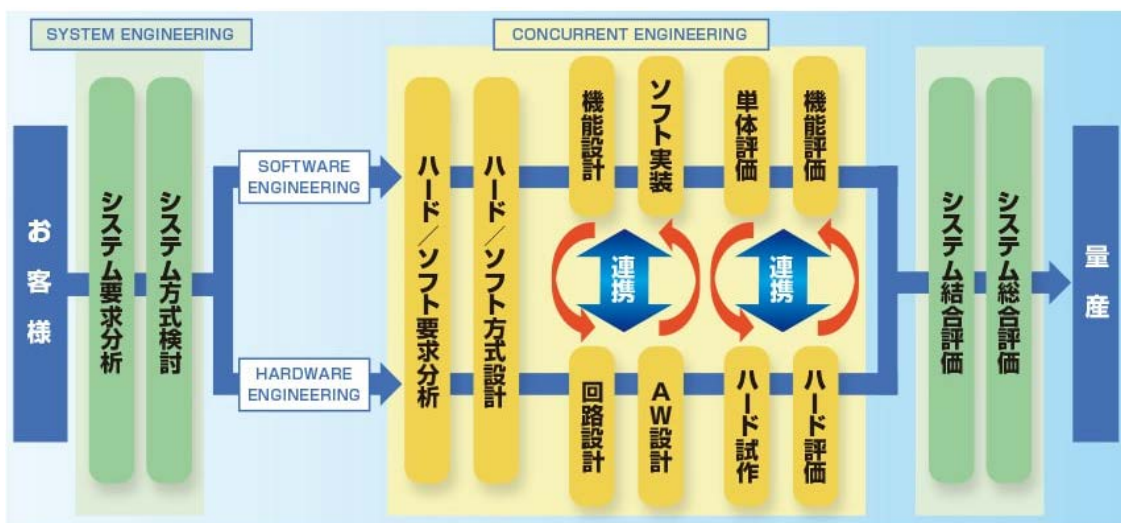 SYSTEM ENGINEERING
CONCURRENT ENGINEERING
お客様
システム要求分析
システム方式検討
SOFTWARE
ENGINEERING
HARDWARE
ENGINEERING
ハード／ソフト要求分析
ハード／ソフト方式設計
機能設計
ソフト実装
単体評価
機能評価
連携
連携
回路設計
AW設計
ハード試作
ハード評価
システム結合評価
システム総合評価
量産